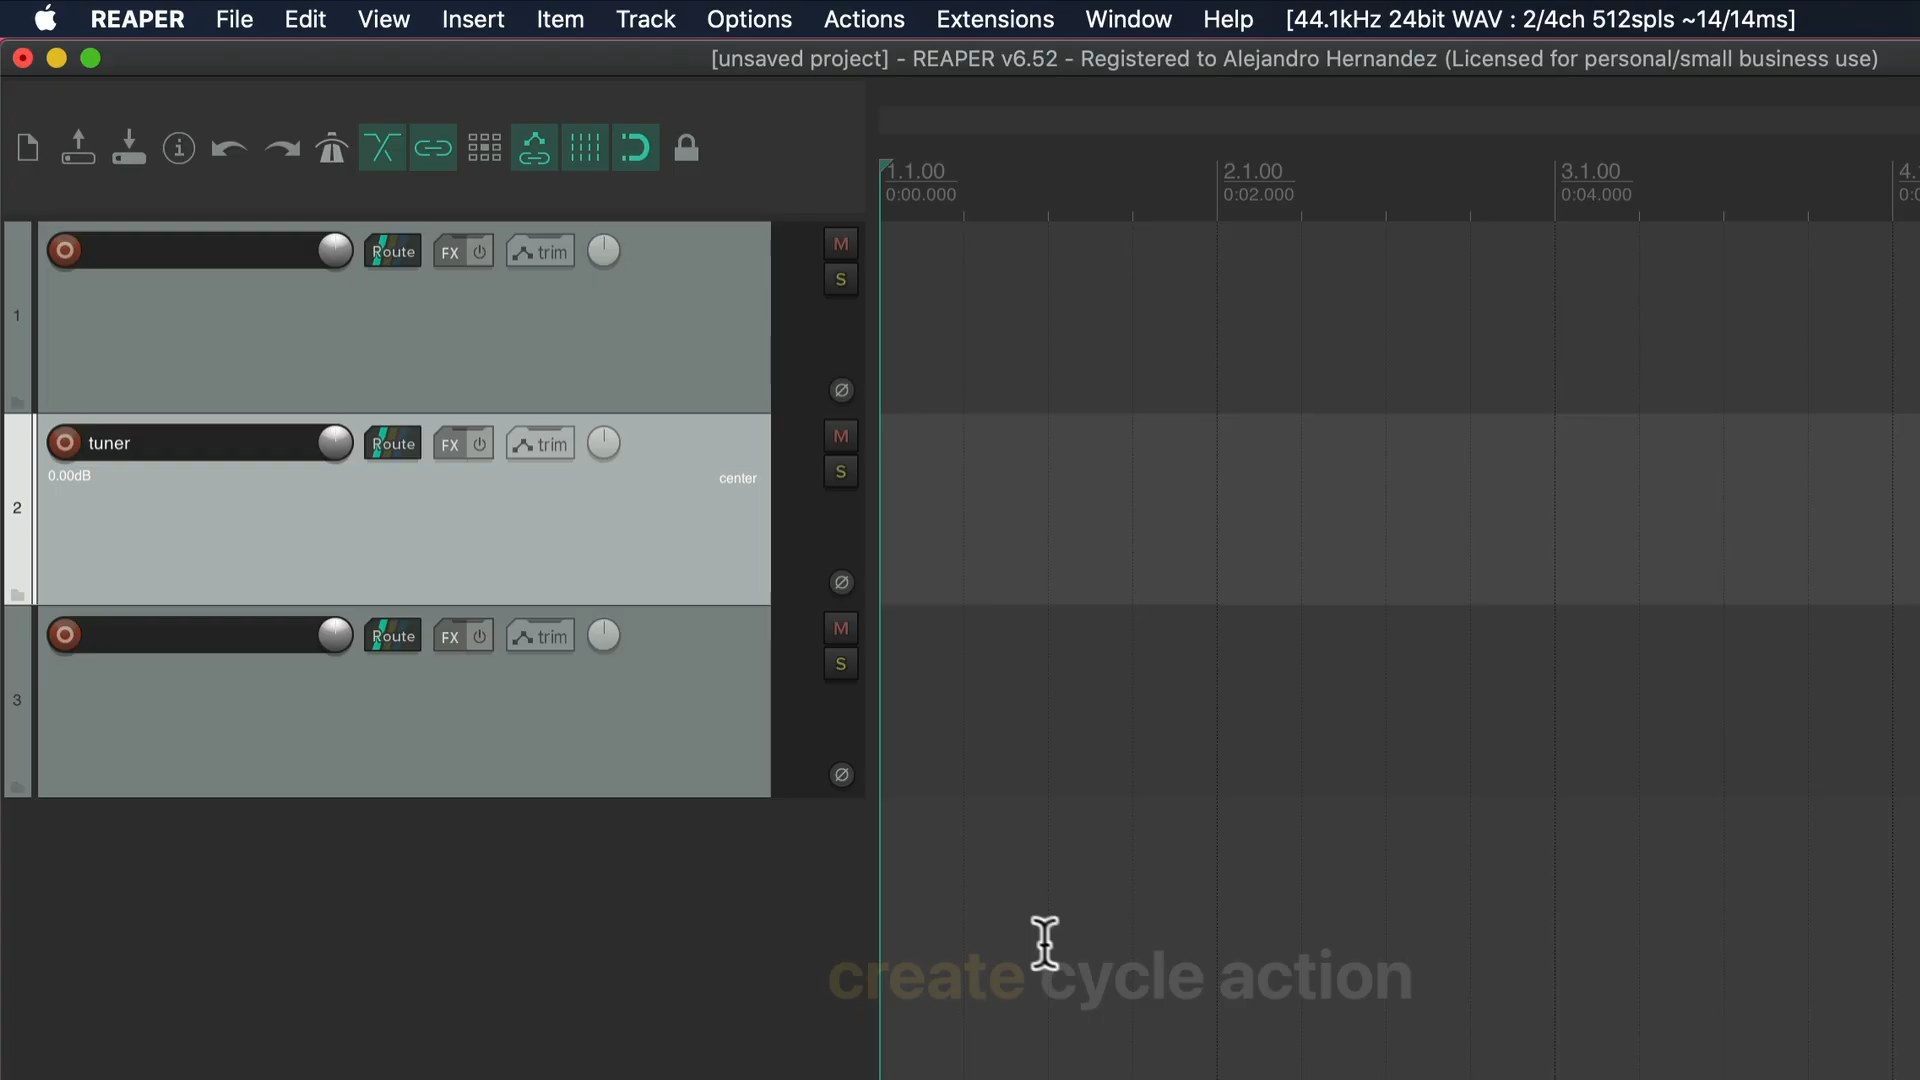 REAPER File Edit View Insert Item Track Options Actions Extensions Window Help [44.1kHz 24bit WAV : 2/4ch 512spls ~14/14ms]
[unsaved project] - REAPER v6.52 - Registered to Alejandro Hernandez (Licensed for personal/small business use)
1.1.00 2.1.00 3.1.00 4.
0:00.000 0:02.000 0:04.000
Route FX trim M
S
1
tuner Route FX trim M
0.00dB center S
2
Route FX trim M
S
3
create cycle action